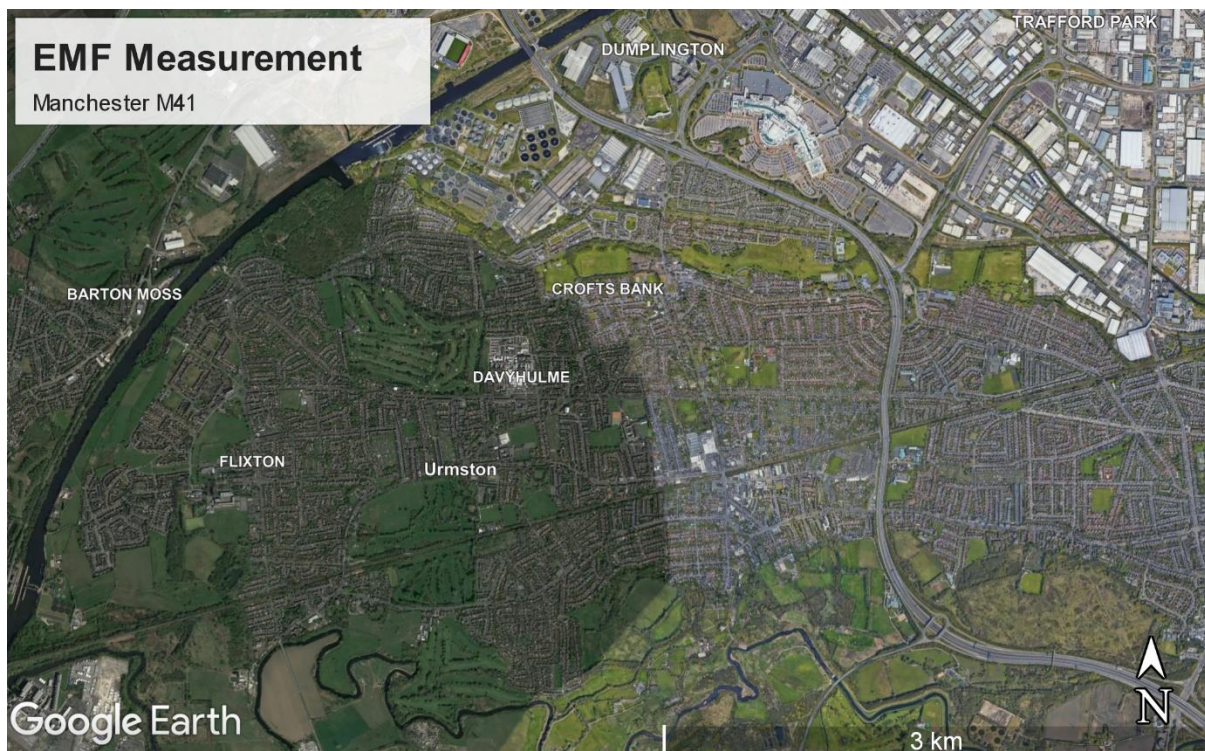 EMF Measurement
Manchester M41
TRAFFORD PARK
DUMPLINGTON
BARTON MOSS
CROFTS BANK
DAVYHULME
FLIXTON
Urmston
N
Google Earth
3 km